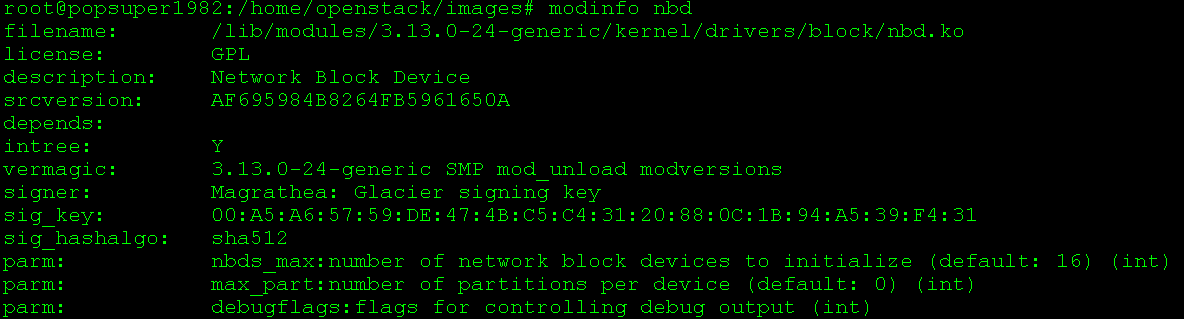 root@popsuper1982:/home/openstack/images# modinfo nbd
filename:       /lib/modules/3.13.0-24-generic/kernel/drivers/block/nbd.ko
license:        GPL
description:    Network Block Device
srcversion:     AF695984B8264FB5961650A
depends:
intree:         Y
vermagic:       3.13.0-24-generic SMP mod_unload modversions
signer:         Magrathea: Glacier signing key
sig_key:        00:A5:A6:57:59:DE:47:4B:C5:C4:31:20:88:0C:1B:94:A5:39:F4:31
sig_hashalgo:   sha512
parm:           nbds_max:number of network block devices to initialize (default: 16) (int)
parm:           max_part:number of partitions per device (default: 0) (int)
parm:           debugflags:flags for controlling debug output (int)